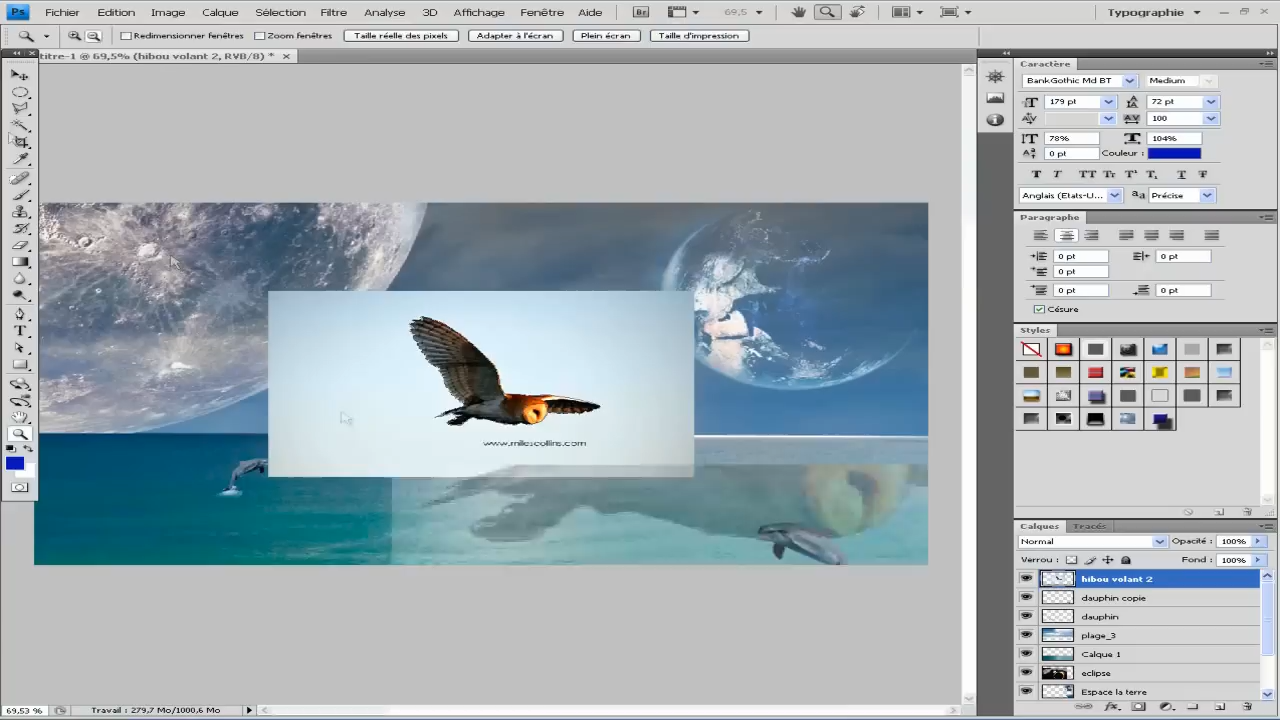 Ps Fichier Edition Image Calque Sélection Filtre Analyse 3D Affichage Fenêtre Aide Br 69,5 Typographie
Redimensionner fenêtres Zoom fenêtres Taille réelle des pixels Adapter à l'écran Plein écran Taille d'impression
titre-1 @ 69,5% (hibou volant 2, RVB/8) *
Caractère
BankGothic Md BT Medium
179 pt 72 pt
100
78% 104%
0 pt Couleur :
Anglais (Etats-U... Précise
Paragraphe
0 pt 0 pt
0 pt
0 pt 0 pt
Césure
Styles
www.milescollins.com
Calques Tracés
Normal Opacité : 100%
Verrou : Fond : 100%
hibou volant 2
dauphin copie
dauphin
plage_3
Calque 1
eclipse
Espace la terre
69,53 % Travail : 279,7 Mo/1000,6 Mo